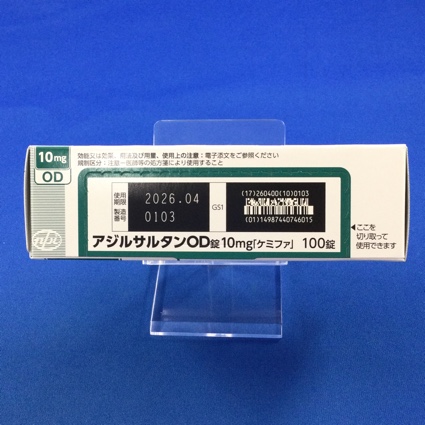 10mg
OD
効能又は効果、用法及び用量、使用上の注意：電子添文をご参照ください
規制区分：注意－医師等の処方箋により使用すること
使用期限 2026.04
製造番号 0103
GS1
(17)260400(10)0103
(01)14987440746015
アジルサルタンOD錠10mg「ケミファ」 100錠
◀ここを
切り取って
使用できます